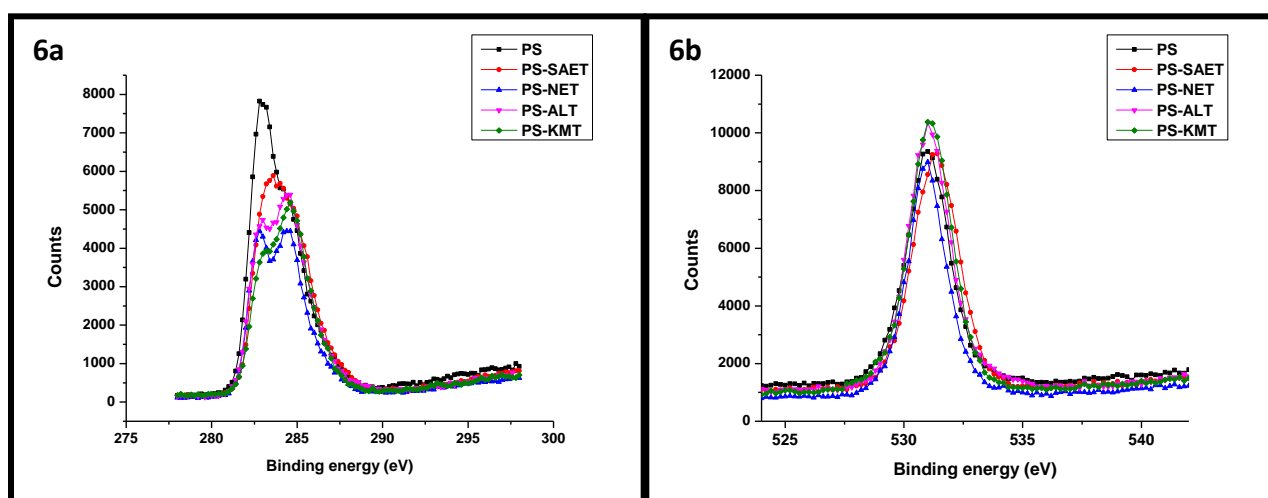 6a
PS
PS-SAET
PS-NET
PS-ALT
PS-KMT
8000
7000
6000
5000
4000
3000
2000
1000
0
Counts
275
280
285
290
295
300
Binding energy (eV)
6b
PS
PS-SAET
PS-NET
PS-ALT
PS-KMT
12000
10000
8000
6000
4000
2000
0
Counts
525
530
535
540
Binding energy (eV)